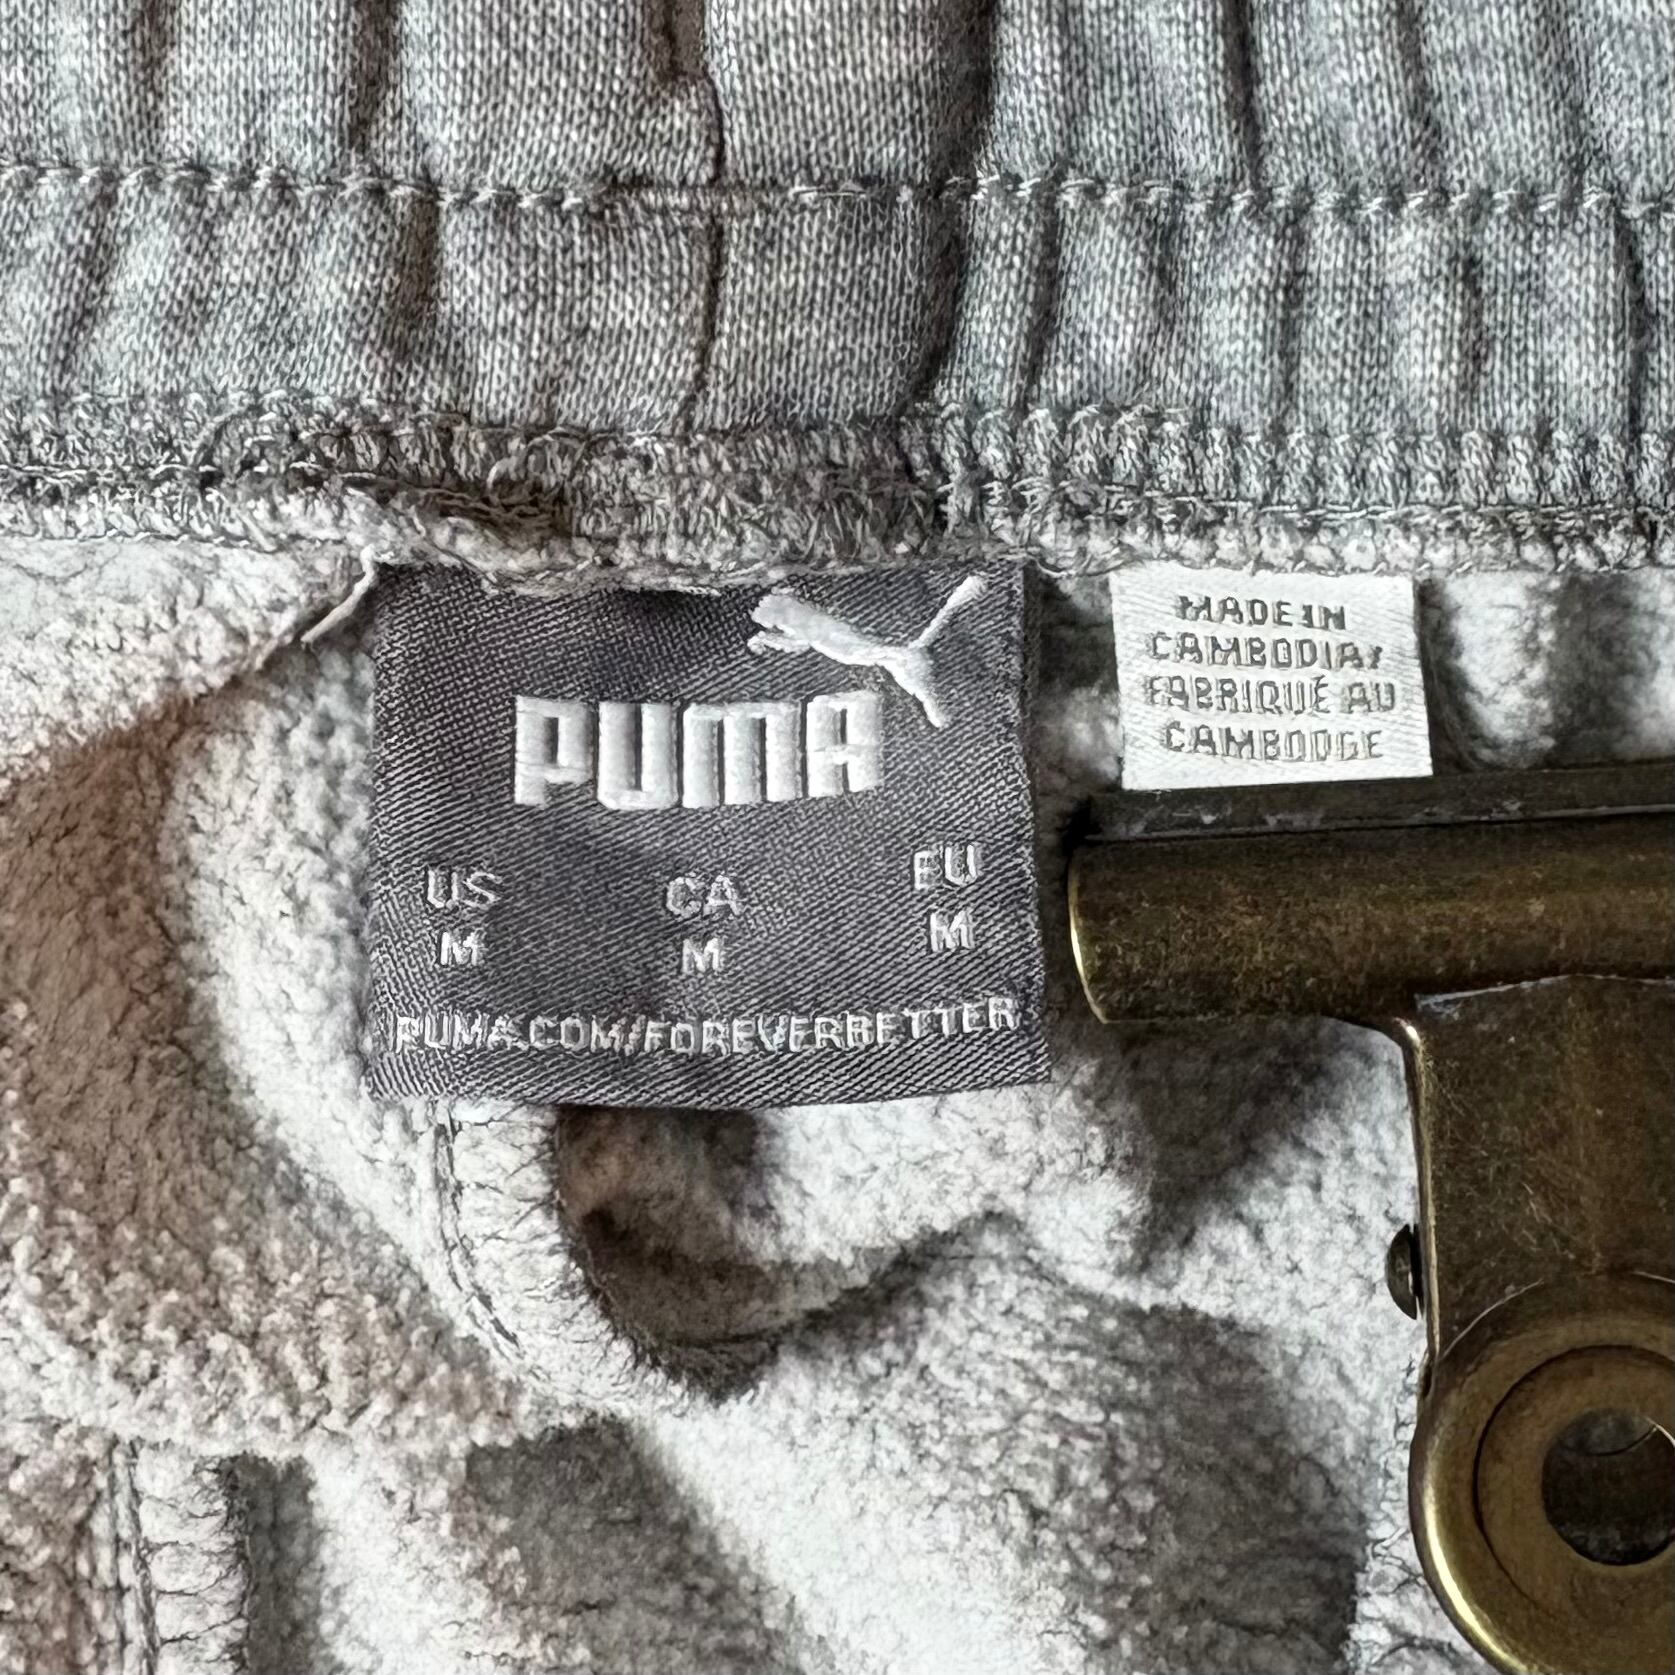 PUMA
US CA EU
M M M
PUMA.COM/FOREVERBETTER
MADE IN
CAMBODIA/
FABRIQUÉ AU
CAMBODGE